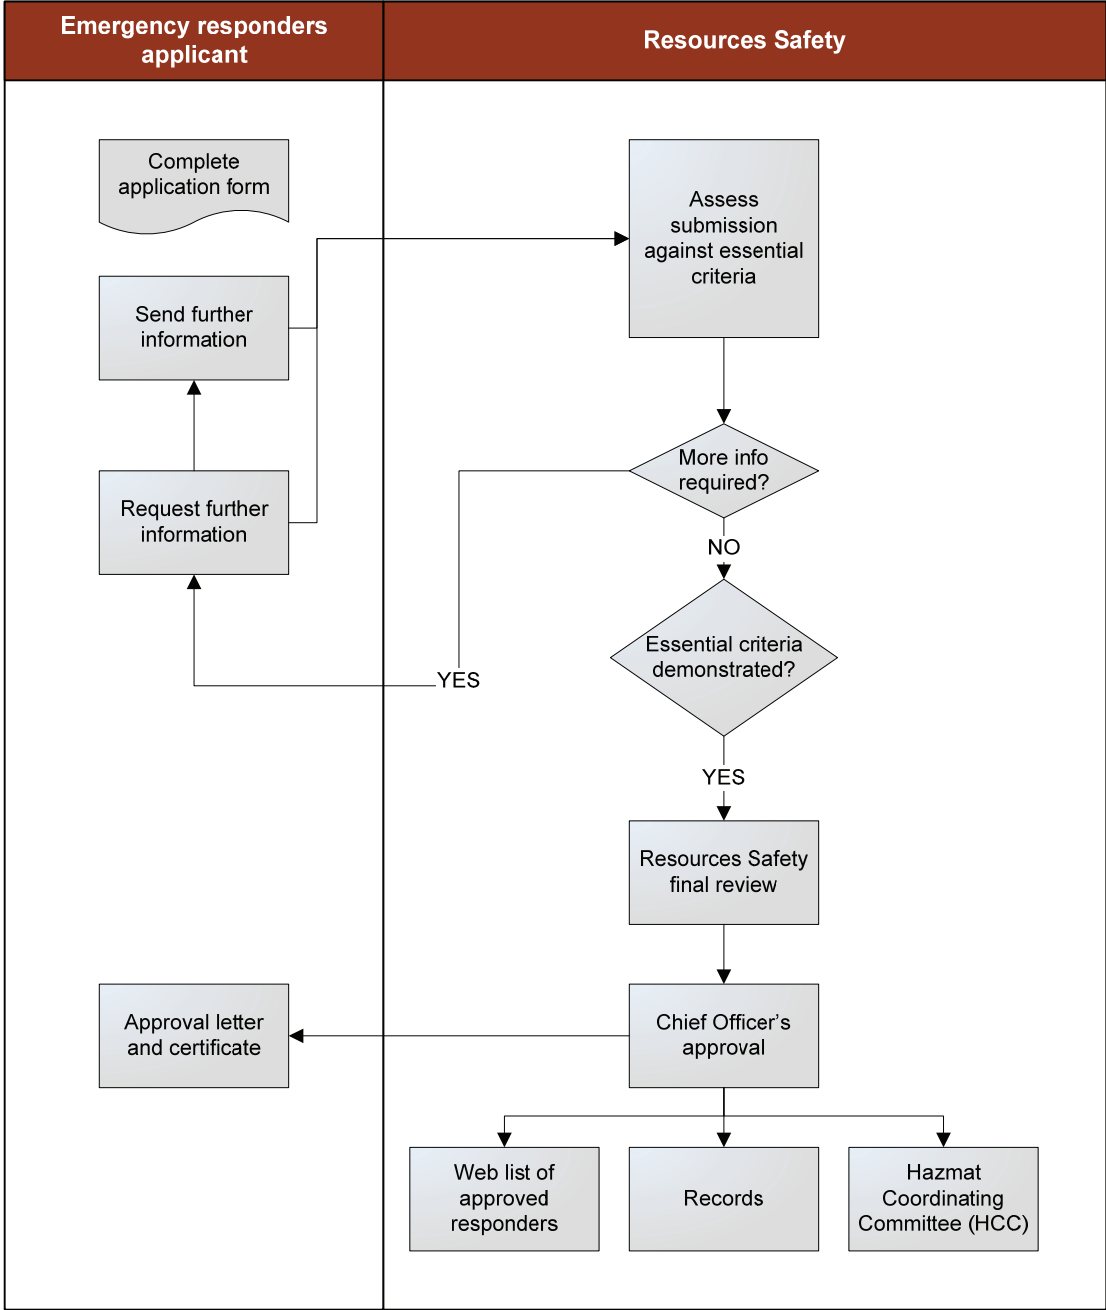 Emergency responders
applicant
Resources Safety
Complete
application form
Assess
submission
against essential
criteria
Send further
information
More info
required?
Request further
information
NO
Essential criteria
demonstrated?
YES
YES
Resources Safety
final review
Approval letter
and certificate
Chief Officer’s
approval
Web list of
approved
responders
Records
Hazmat
Coordinating
Committee (HCC)